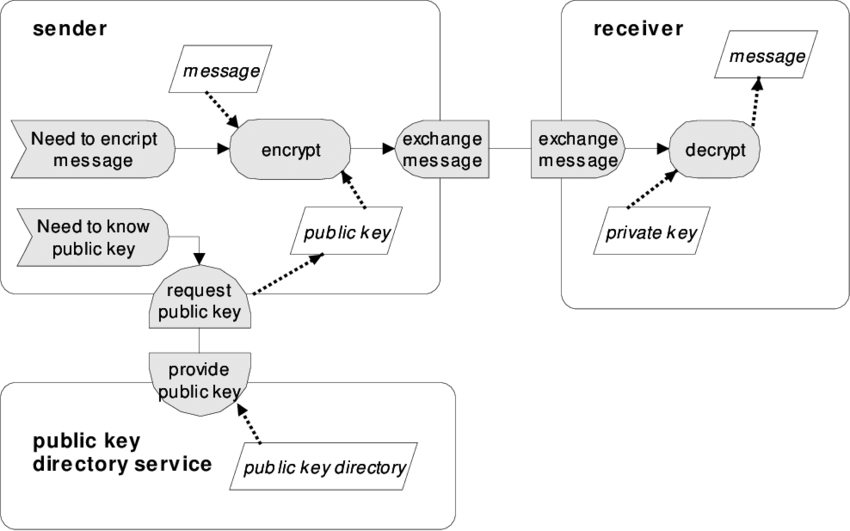 sender
message
Need to encript
message
encrypt
exchange
message
Need to know
public key
public key
request
public key
provide
public key
public key
directory service
public key directory
receiver
message
exchange
message
decrypt
private key